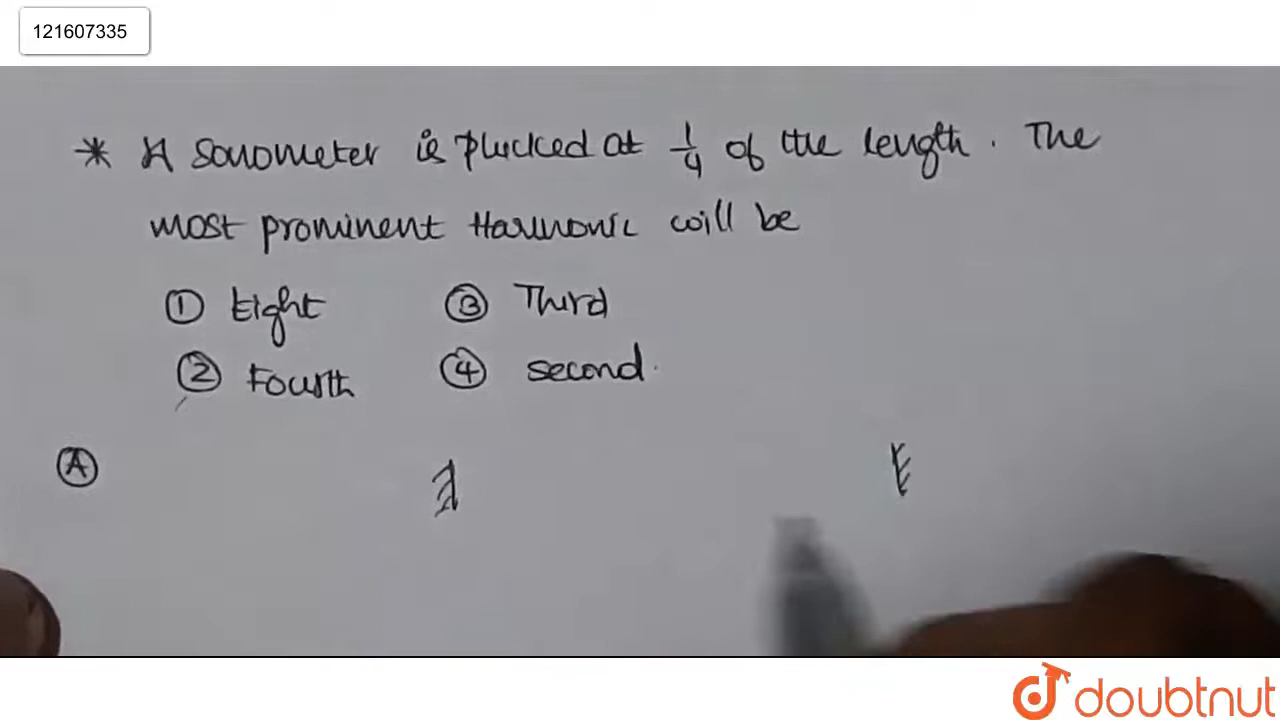 121607335
* A sonometer is plucked at 1/4 of the length. The
most prominent Harmonic will be
① Eight ③ Third
② Fourth ④ second.
Ⓐ
doubtnut